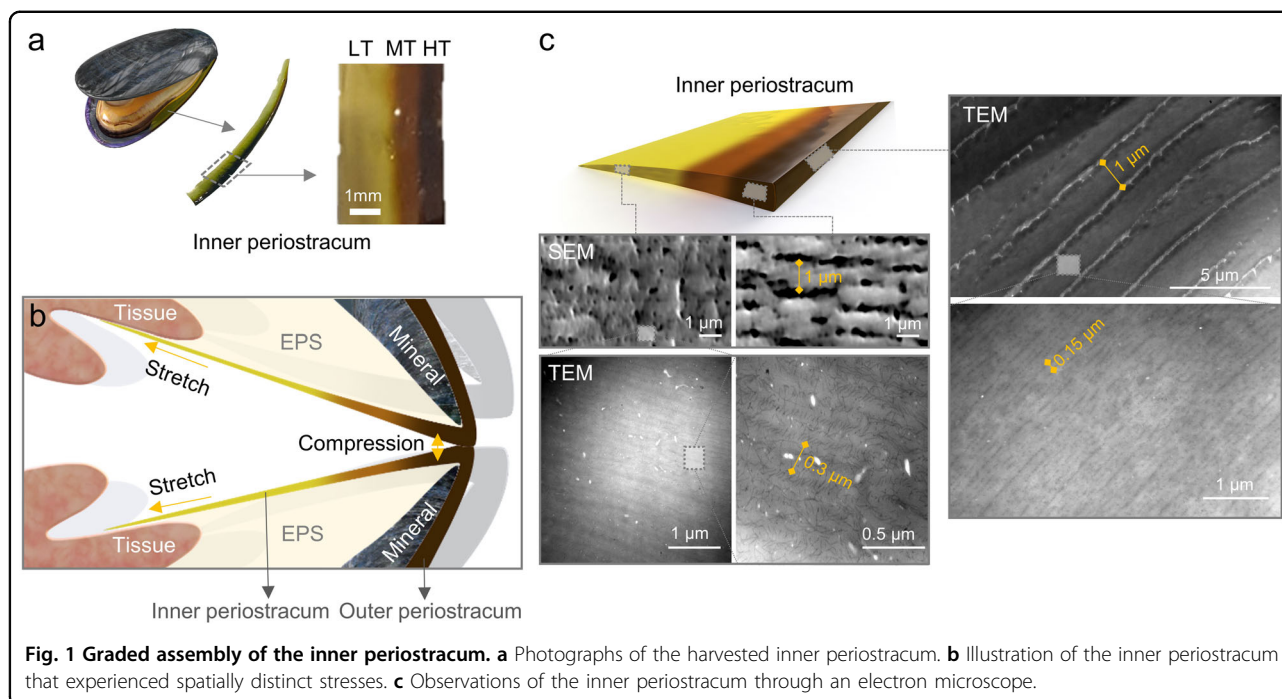 a
LT MT HT
1mm
Inner periostracum
b
Tissue
EPS
Mineral
Stretch
Compression
Stretch
Tissue
EPS
Mineral
Inner periostracum
Outer periostracum
c
Inner periostracum
SEM
1 µm
1 µm
1 µm
TEM
1 µm
0.3 µm
0.5 µm
TEM
1 µm
5 µm
0.15 µm
1 µm
Fig. 1 Graded assembly of the inner periostracum. a Photographs of the harvested inner periostracum. b Illustration of the inner periostracum
that experienced spatially distinct stresses. c Observations of the inner periostracum through an electron microscope.